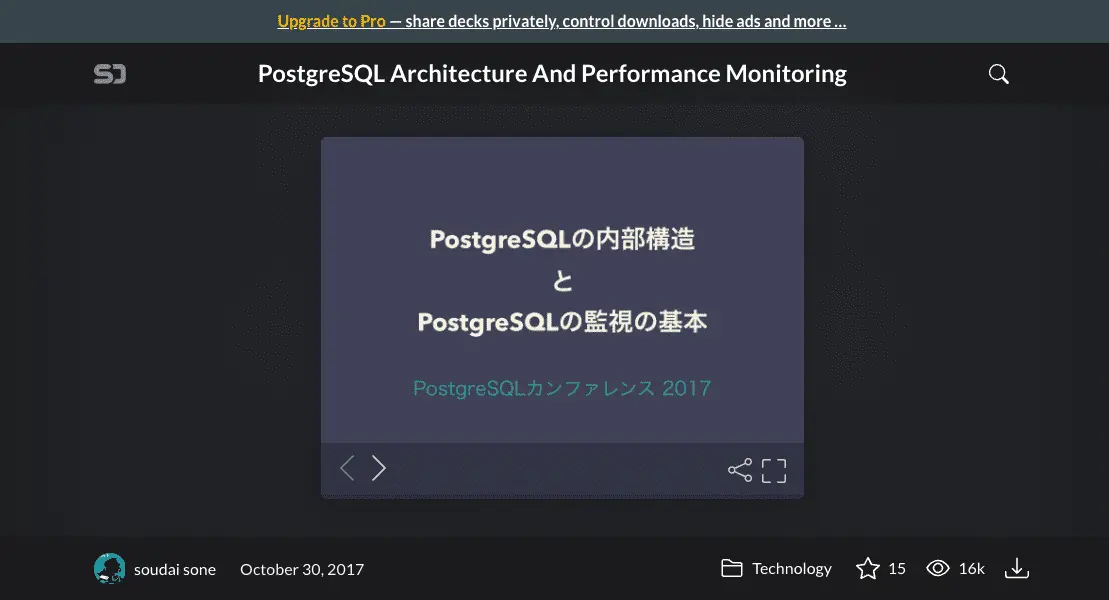 Upgrade to Pro — share decks privately, control downloads, hide ads and more …
SD
PostgreSQL Architecture And Performance Monitoring
PostgreSQLの内部構造
と
PostgreSQLの監視の基本
PostgreSQLカンファレンス 2017
soudai sone
October 30, 2017
Technology
15
16k